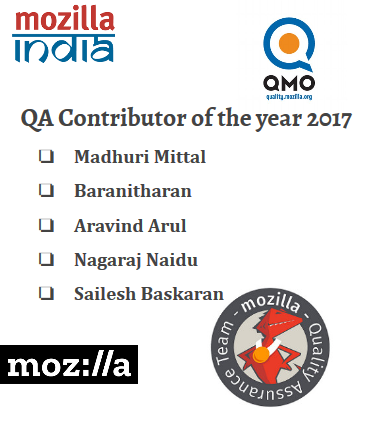 mozilla
india
QMO
quality.mozilla.org
QA Contributor of the year 2017
Madhuri Mittal
Baranitharan
Aravind Arul
Nagaraj Naidu
Sailesh Baskaran
- mozilla - Quality Assurance Team
moz://a